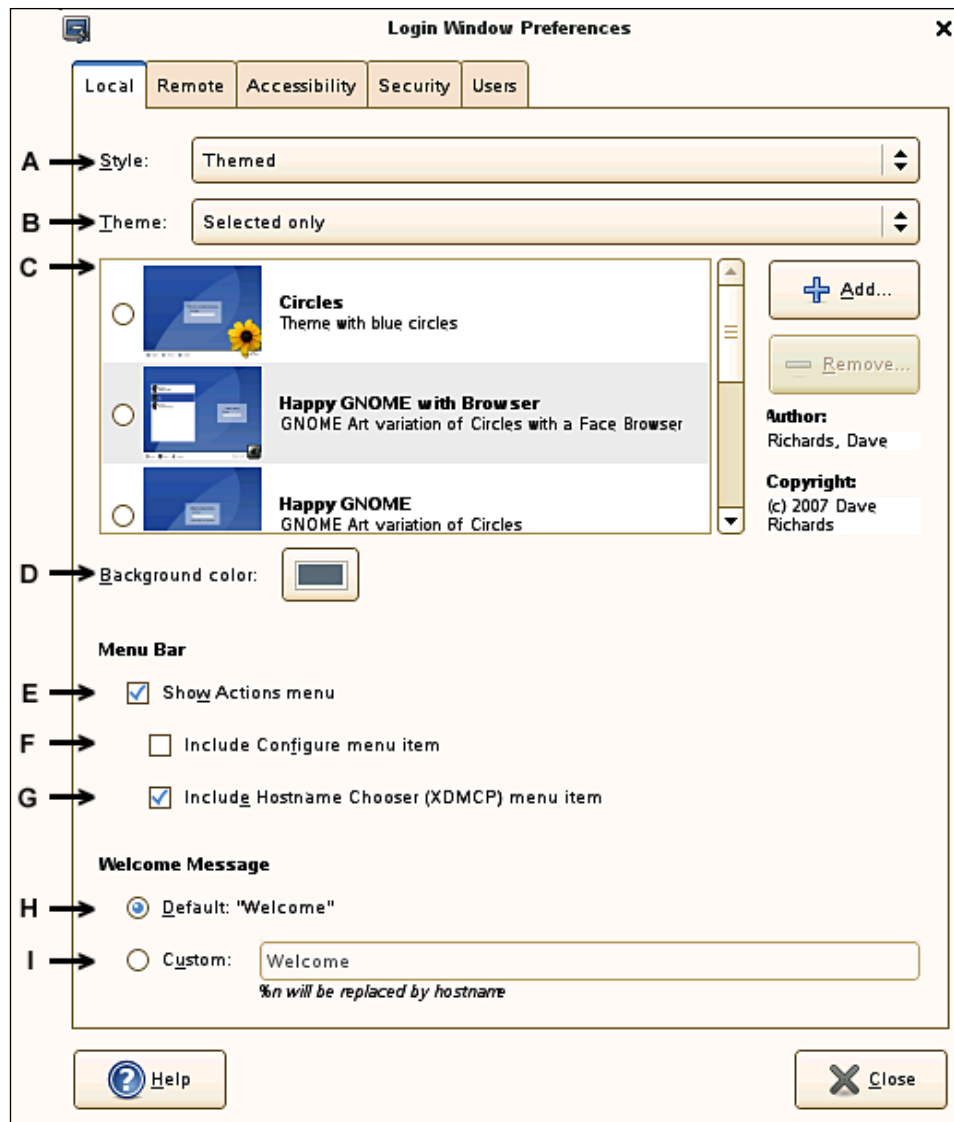 Login Window Preferences
Local Remote Accessibility Security Users
A Style: Themed
B Theme: Selected only
C
Circles
Theme with blue circles
Add...
Happy GNOME with Browser
GNOME Art variation of Circles with a Face Browser
Remove...
Author:
Richards, Dave
Happy GNOME
GNOME Art variation of Circles
Copyright:
(c) 2007 Dave
Richards
D Background color:
Menu Bar
E Show Actions menu
F Include Configure menu item
G Include Hostname Chooser (XDMCP) menu item
Welcome Message
H Default: "Welcome"
I Custom: Welcome
%n will be replaced by hostname
Help Close